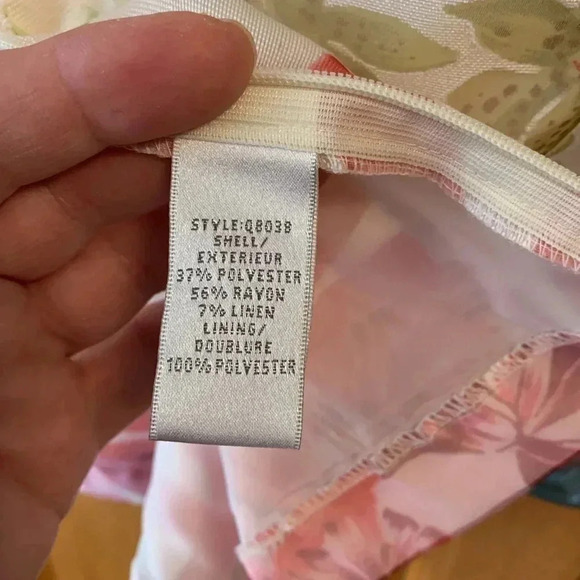 STYLE:Q8038
SHELL/
EXTERIEUR
37% POLYESTER
56% RAYON
7% LINEN
LINING/
DOUBLURE
100% POLYESTER